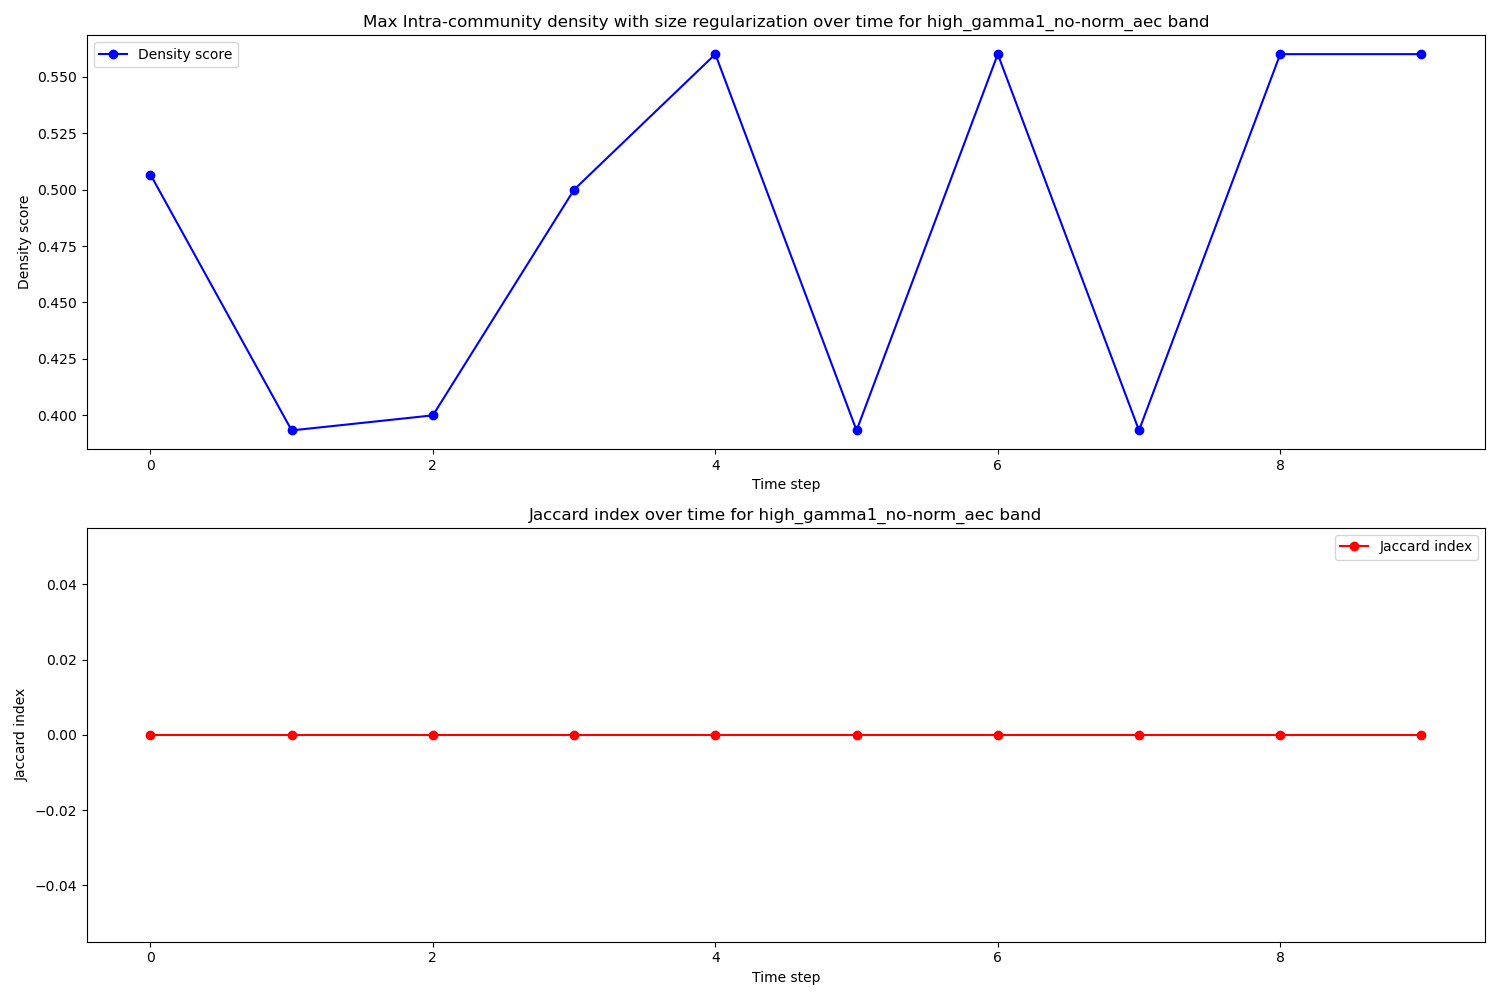 Max Intra-community density with size regularization over time for high_gamma1_no-norm_aec band
Density score
0.550
0.525
0.500
0.475
0.450
0.425
0.400
Density score
0 2 4 6 8
Time step
Jaccard index over time for high_gamma1_no-norm_aec band
Jaccard index
0.04
0.02
0.00
−0.02
−0.04
Jaccard index
0 2 4 6 8
Time step